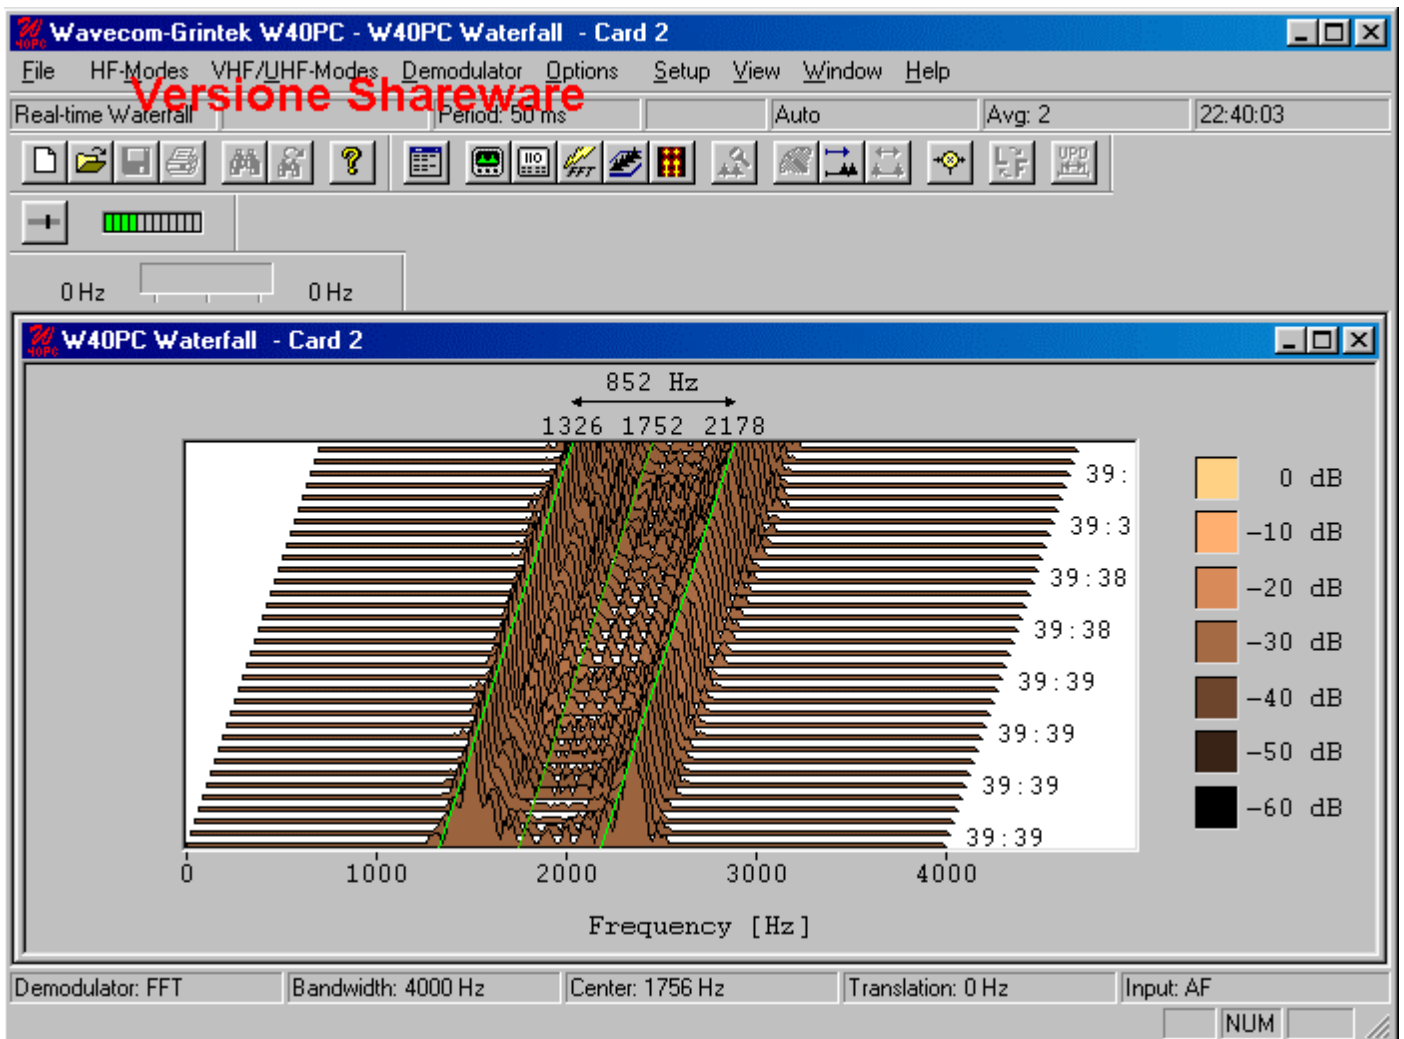 Wavecom-Grintek W40PC - W40PC Waterfall - Card 2
File HF-Modes VHF/UHF-Modes Demodulator Options Setup View Window Help
Versione Shareware
Real-time Waterfall Period: 50 ms Auto Avg: 2 22:40:03
FFT UPD
0 Hz 0 Hz
W40PC Waterfall - Card 2
852 Hz
1326 1752 2178
39:
39:3
39:38
39:38
39:39
39:39
39:39
39:39
0 dB
-10 dB
-20 dB
-30 dB
-40 dB
-50 dB
-60 dB
0 1000 2000 3000 4000
Frequency [Hz]
Demodulator: FFT Bandwidth: 4000 Hz Center: 1756 Hz Translation: 0 Hz Input: AF
NUM